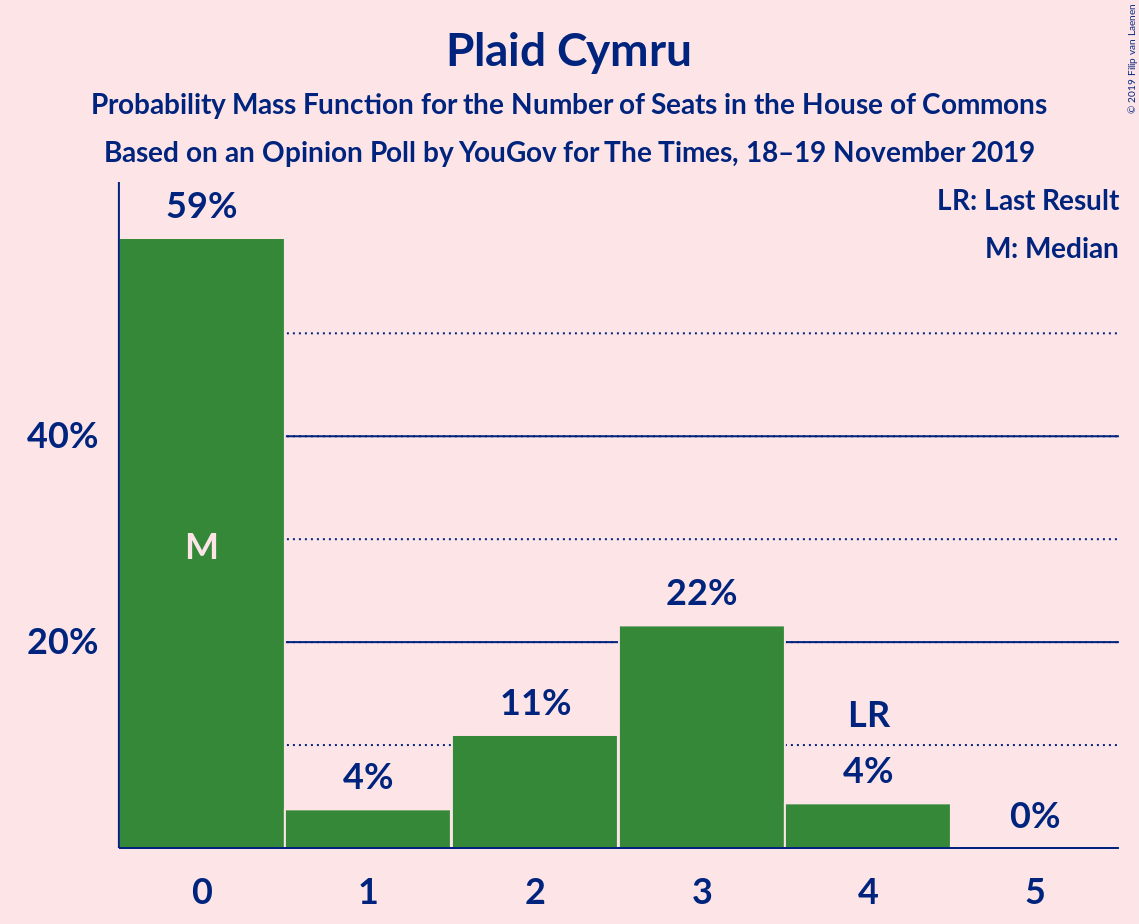 Plaid Cymru
Probability Mass Function for the Number of Seats in the House of Commons
Based on an Opinion Poll by YouGov for The Times, 18–19 November 2019
© 2019 Filip van Laenen
LR: Last Result
M: Median
59%
40%
M
22%
20%
11%
LR
4%
4%
0%
0 1 2 3 4 5